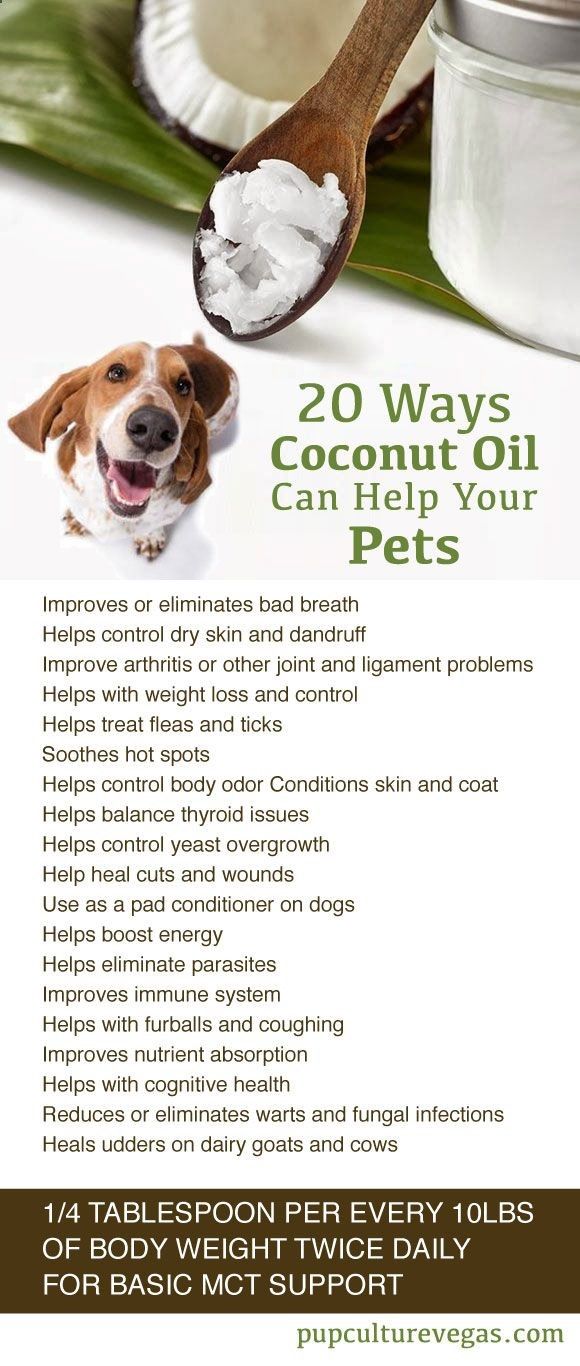 20 Ways
Coconut Oil
Can Help Your
Pets
Improves or eliminates bad breath
Helps control dry skin and dandruff
Improve arthritis or other joint and ligament problems
Helps with weight loss and control
Helps treat fleas and ticks
Soothes hot spots
Helps control body odor Conditions skin and coat
Helps balance thyroid issues
Helps control yeast overgrowth
Help heal cuts and wounds
Use as a pad conditioner on dogs
Helps boost energy
Helps eliminate parasites
Improves immune system
Helps with furballs and coughing
Improves nutrient absorption
Helps with cognitive health
Reduces or eliminates warts and fungal infections
Heals udders on dairy goats and cows
1/4 TABLESPOON PER EVERY 10LBS
OF BODY WEIGHT TWICE DAILY
FOR BASIC MCT SUPPORT
pupculturevegas.com